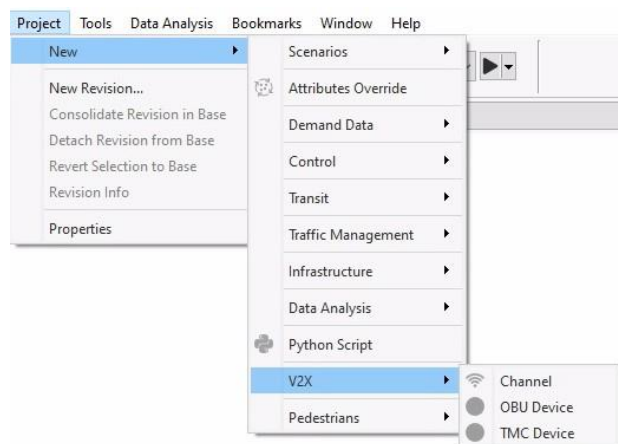 Project Tools Data Analysis Bookmarks Window Help
New
New Revision...
Consolidate Revision in Base
Detach Revision from Base
Revert Selection to Base
Revision Info
Properties
Scenarios
Attributes Override
Demand Data
Control
Transit
Traffic Management
Infrastructure
Data Analysis
Python Script
V2X
Pedestrians
Channel
OBU Device
TMC Device